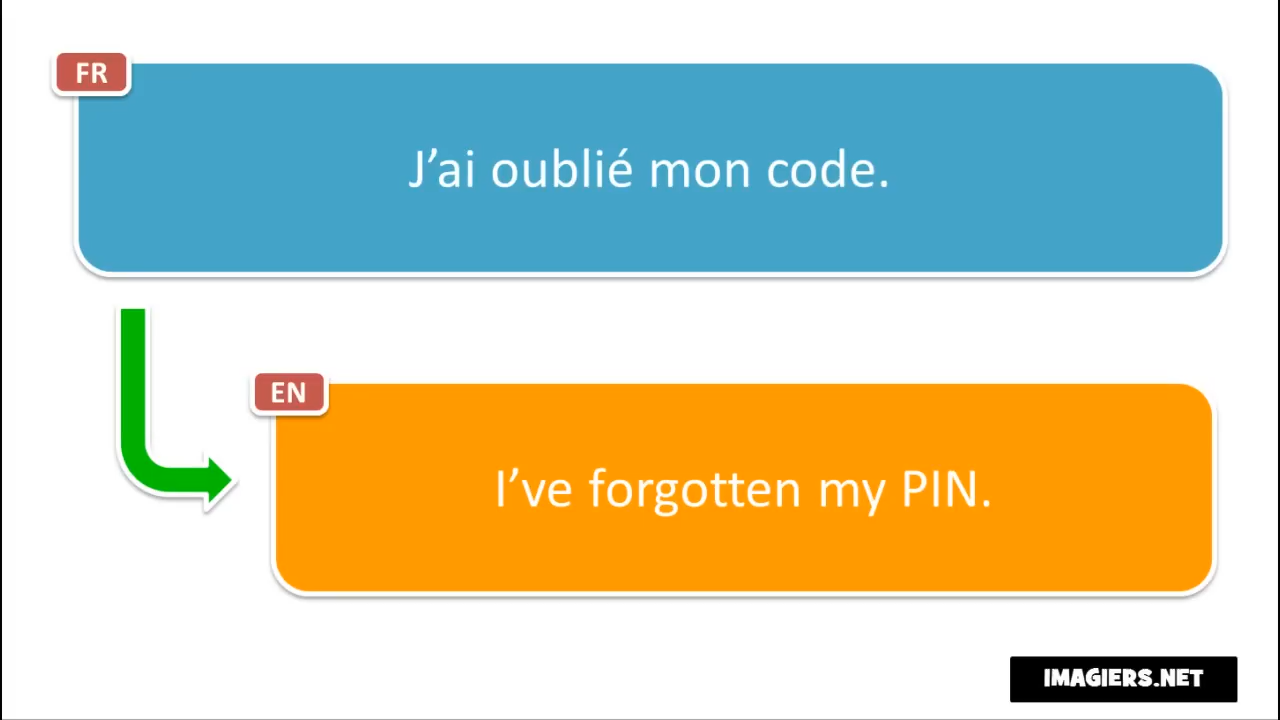 FR
J’ai oublié mon code.
EN
I’ve forgotten my PIN.
IMAGIERS.NET